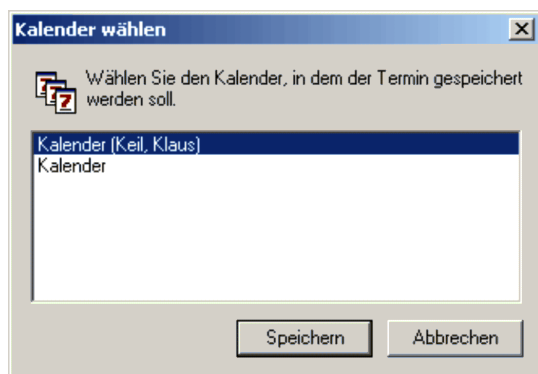 Kalender wählen
Wählen Sie den Kalender, in dem der Termin gespeichert
werden soll.
Kalender (Keil, Klaus)
Kalender
Speichern
Abbrechen